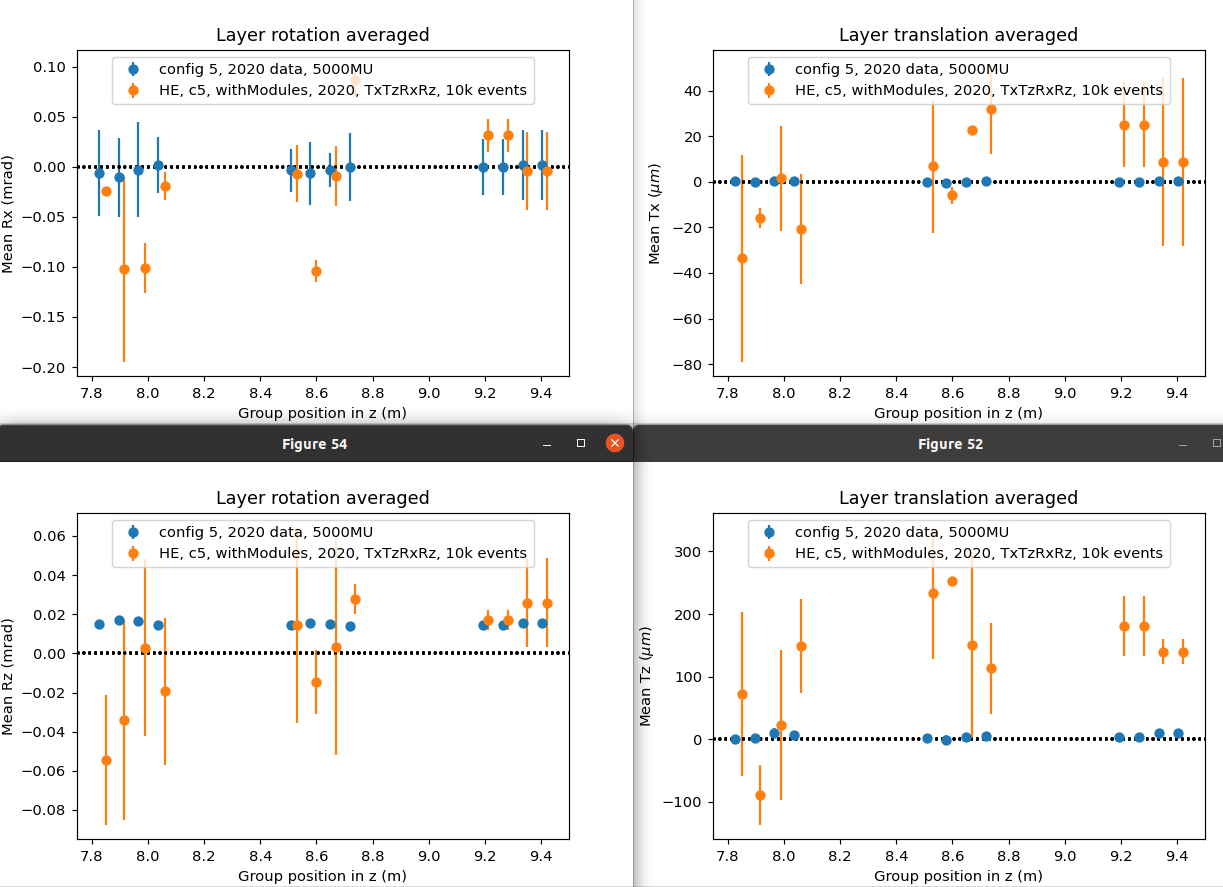 Layer rotation averaged
config 5, 2020 data, 5000MU
HE, c5, withModules, 2020, TxTzRxRz, 10k events
Mean Rx (mrad)
0.10
0.05
0.00
−0.05
−0.10
−0.15
−0.20
7.8 8.0 8.2 8.4 8.6 8.8 9.0 9.2 9.4
Group position in z (m)
Layer translation averaged
config 5, 2020 data, 5000MU
HE, c5, withModules, 2020, TxTzRxRz, 10k events
Mean Tx (μm)
40
20
0
−20
−40
−60
−80
7.8 8.0 8.2 8.4 8.6 8.8 9.0 9.2 9.4
Group position in z (m)
Figure 54
Layer rotation averaged
config 5, 2020 data, 5000MU
HE, c5, withModules, 2020, TxTzRxRz, 10k events
Mean Rz (mrad)
0.06
0.04
0.02
0.00
−0.02
−0.04
−0.06
−0.08
7.8 8.0 8.2 8.4 8.6 8.8 9.0 9.2 9.4
Group position in z (m)
Figure 52
Layer translation averaged
config 5, 2020 data, 5000MU
HE, c5, withModules, 2020, TxTzRxRz, 10k events
Mean Tz (μm)
300
200
100
0
−100
7.8 8.0 8.2 8.4 8.6 8.8 9.0 9.2 9.4
Group position in z (m)